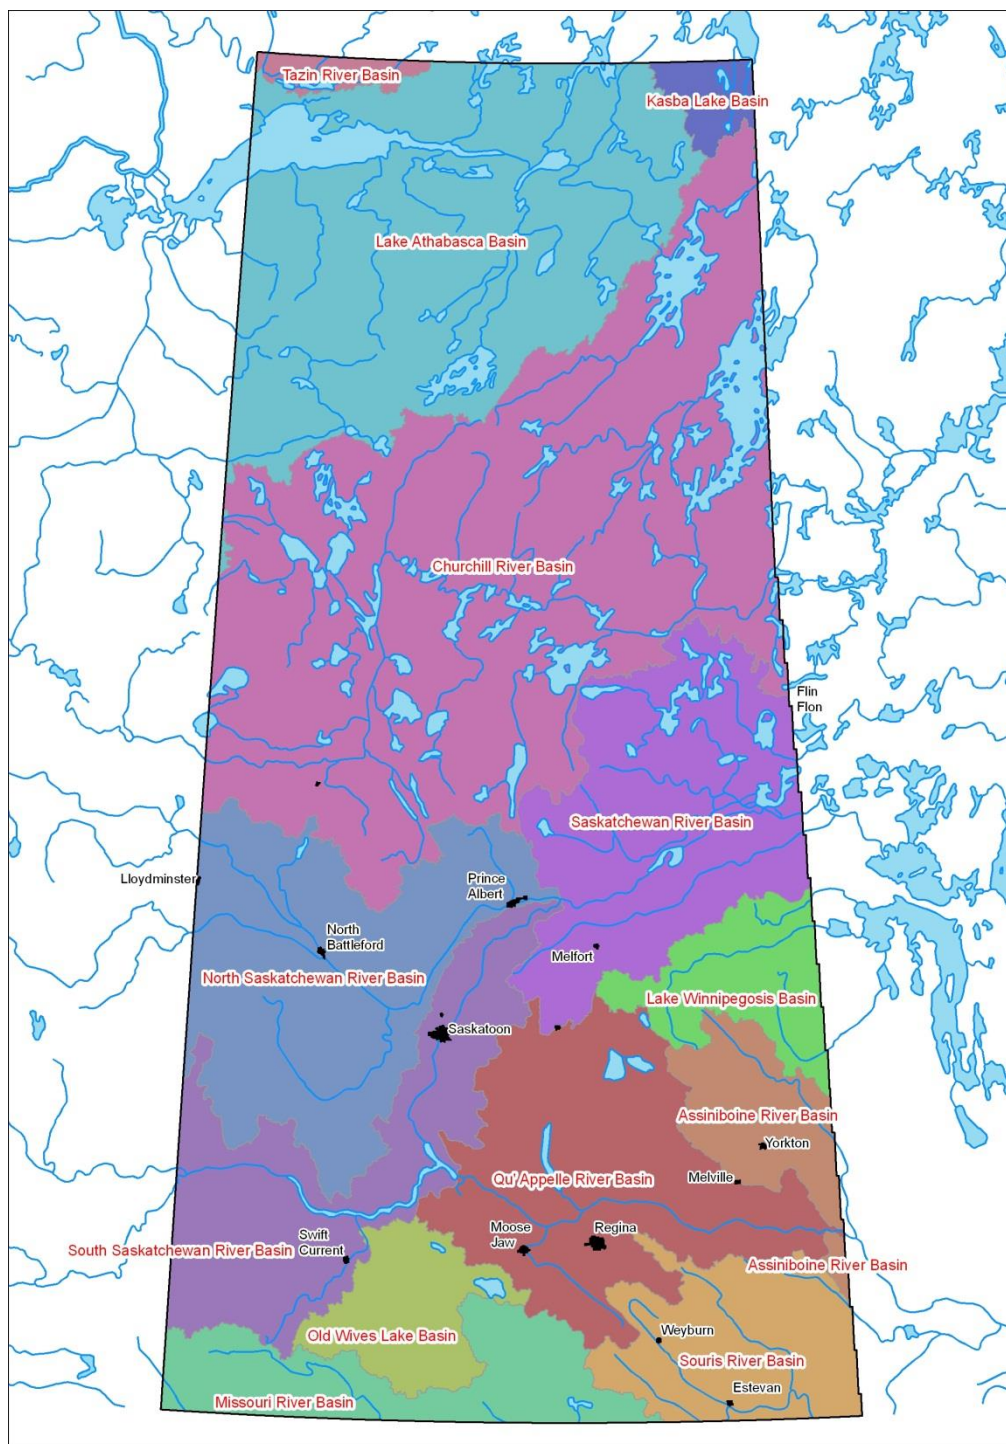 Tazin River Basin
Kasba Lake Basin
Lake Athabasca Basin
Churchill River Basin
Flin
Flon
Saskatchewan River Basin
Lloydminster
Prince
Albert
North
Battleford
Melfort
North Saskatchewan River Basin
Lake Winnipegosis Basin
Saskatoon
Assiniboine River Basin
Yorkton
Melville
Qu' Appelle River Basin
Moose
Jaw
Regina
Swift
Current
South Saskatchewan River Basin
Assiniboine River Basin
Old Wives Lake Basin
Weyburn
Souris River Basin
Estevan
Missouri River Basin